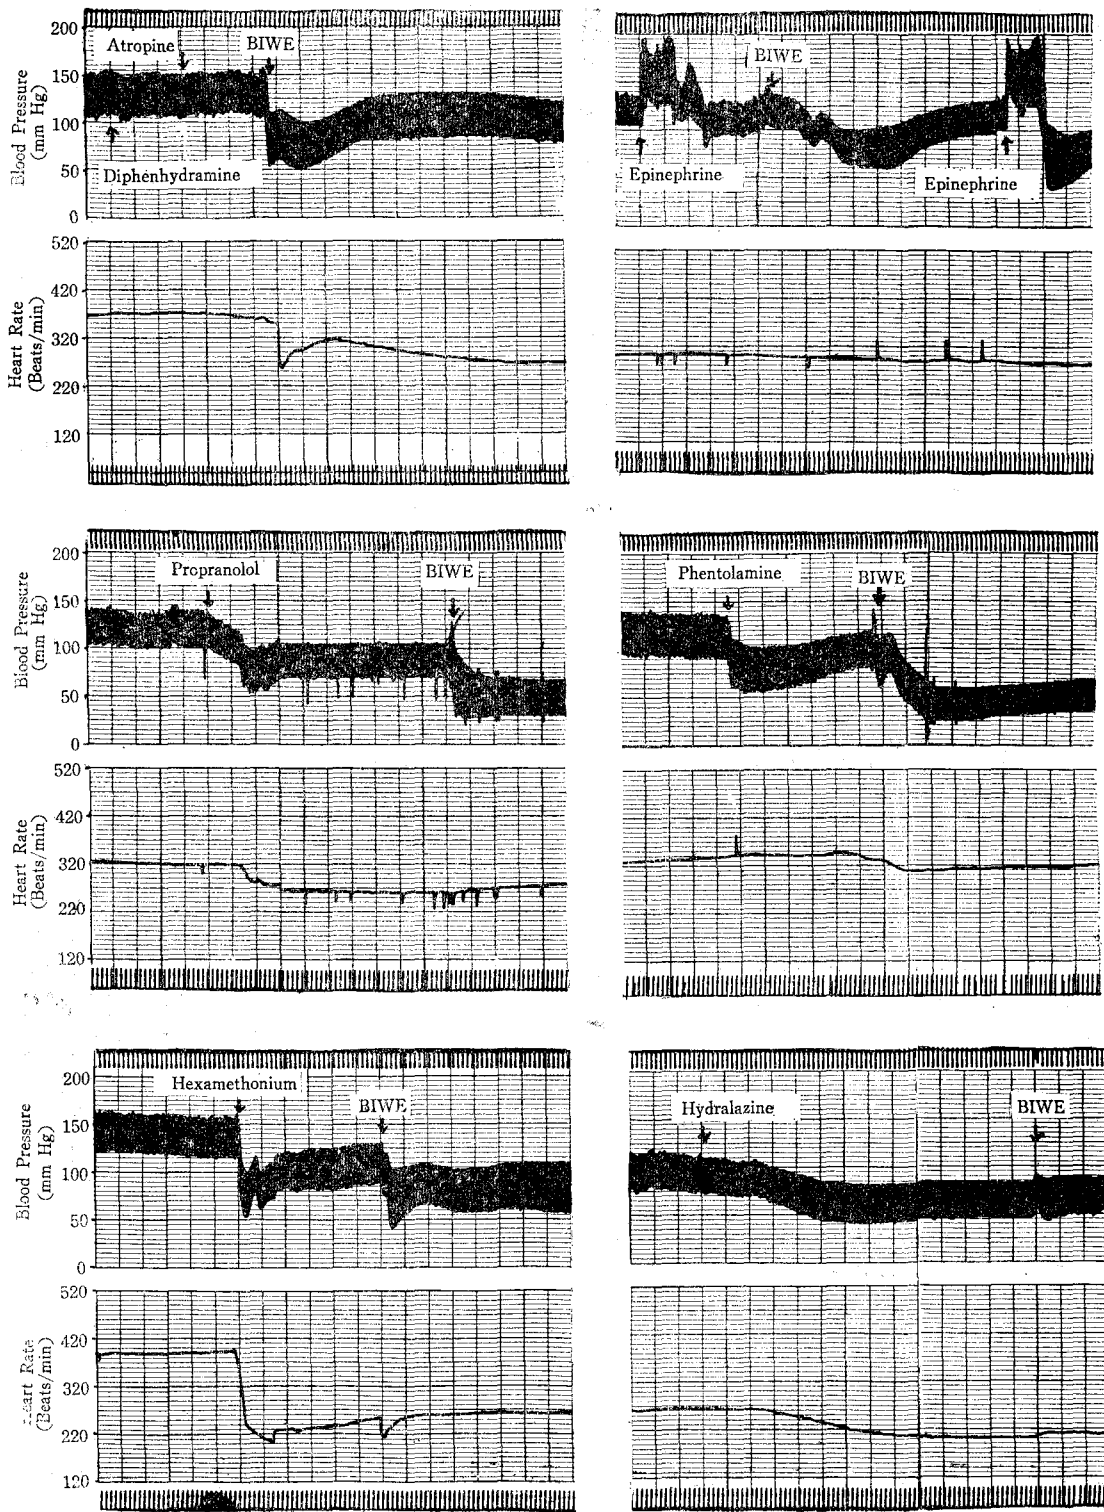 200
150
100
50
0
Blood Pressure
(mm Hg)
Atropine
BIWE
Diphenhydramine
BIWE
Epinephrine
Epinephrine
520
420
320
220
120
Heart Rate
(Beats/min)
200
150
100
50
0
Blood Pressure
(mm Hg)
Propranolol
BIWE
Phentolamine
BIWE
520
420
320
220
120
Heart Rate
(Beats/min)
200
150
100
50
0
Blood Pressure
(mm Hg)
Hexamethonium
BIWE
Hydralazine
BIWE
520
420
320
220
120
Heart Rate
(Beats/min)